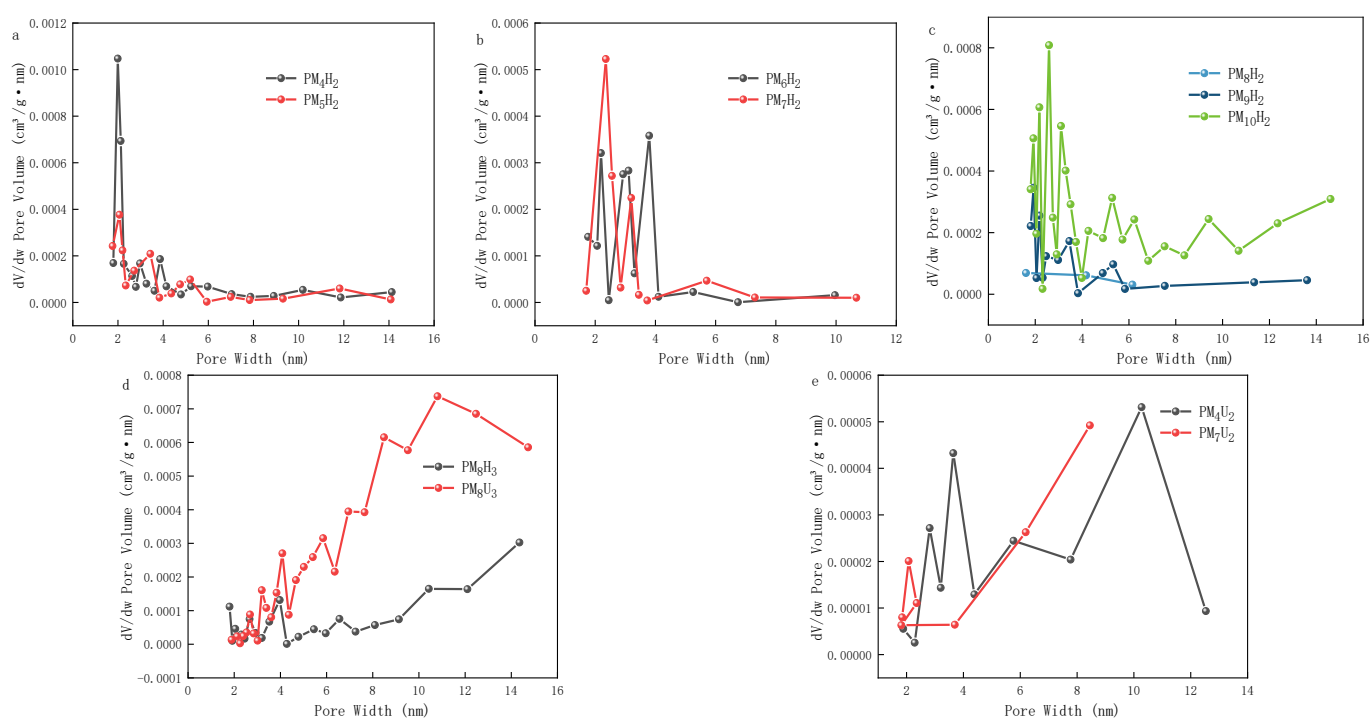 a
dV/dw Pore Volume (cm³/g•nm)
0.0012
0.0010
0.0008
0.0006
0.0004
0.0002
0.0000
PM₄H₂
PM₅H₂
0 2 4 6 8 10 12 14 16
Pore Width (nm)
b
dV/dw Pore Volume (cm³/g•nm)
0.0006
0.0005
0.0004
0.0003
0.0002
0.0001
0.0000
PM₆H₂
PM₇H₂
0 2 4 6 8 10 12
Pore Width (nm)
c
dV/dw Pore Volume (cm³/g•nm)
0.0008
0.0006
0.0004
0.0002
0.0000
PM₈H₂
PM₉H₂
PM₁₀H₂
0 2 4 6 8 10 12 14 16
Pore Width (nm)
d
dV/dw Pore Volume (cm³/g•nm)
0.0008
0.0007
0.0006
0.0005
0.0004
0.0003
0.0002
0.0001
0.0000
-0.0001
PM₈H₃
PM₈U₃
0 2 4 6 8 10 12 14 16
Pore Width (nm)
e
dV/dw Pore Volume (cm³/g•nm)
0.00006
0.00005
0.00004
0.00003
0.00002
0.00001
0.00000
PM₄U₂
PM₇U₂
2 4 6 8 10 12 14
Pore Width (nm)